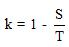 k = 1 - S/T